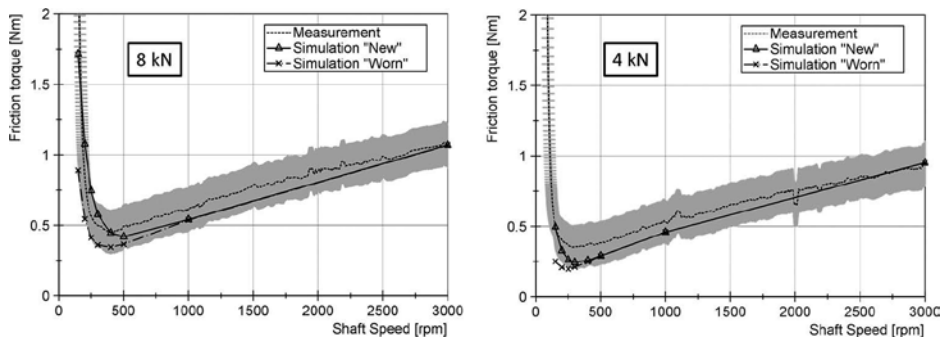 Friction torque [Nm]
2
1.5
1
0.5
0
8 kN
Measurement
Simulation "New"
Simulation "Worn"
0 500 1000 1500 2000 2500 3000
Shaft Speed [rpm]
Friction torque [Nm]
2
1.5
1
0.5
0
4 kN
Measurement
Simulation "New"
Simulation "Worn"
0 500 1000 1500 2000 2500 3000
Shaft Speed [rpm]